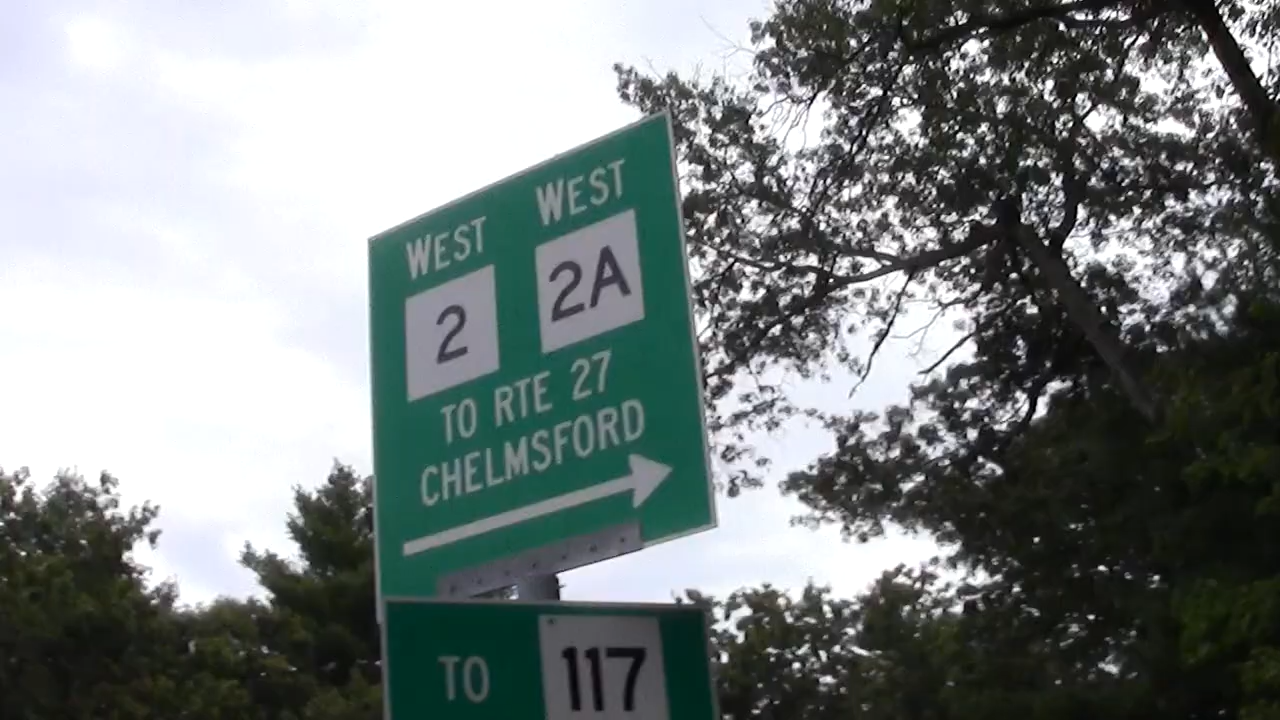 WEST WEST
2 2A
TO RTE 27
CHELMSFORD
TO 117